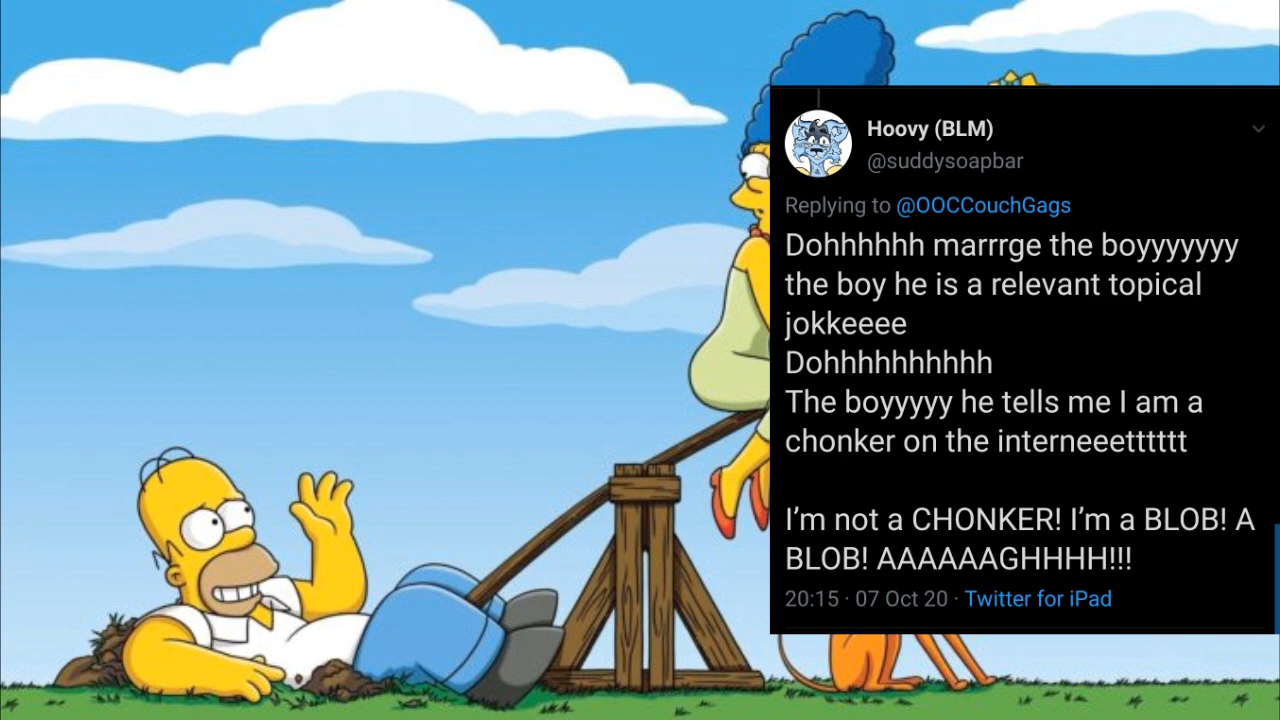 Hoovy (BLM)
@suddysoapbar
Replying to @OOCCouchGags
Dohhhhhh marrrge the boyyyyyyy
the boy he is a relevant topical
jokkeeee
Dohhhhhhhhhh
The boyyyyy he tells me I am a
chonker on the interneeetttttt
I’m not a CHONKER! I’m a BLOB! A
BLOB! AAAAAAGHHHH!!!
20:15 · 07 Oct 20 · Twitter for iPad